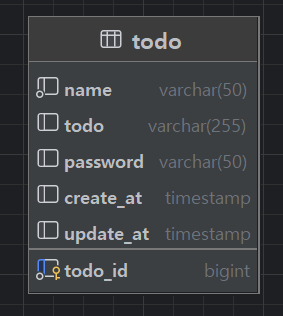 todo
name varchar(50)
todo varchar(255)
password varchar(50)
create_at timestamp
update_at timestamp
todo_id bigint